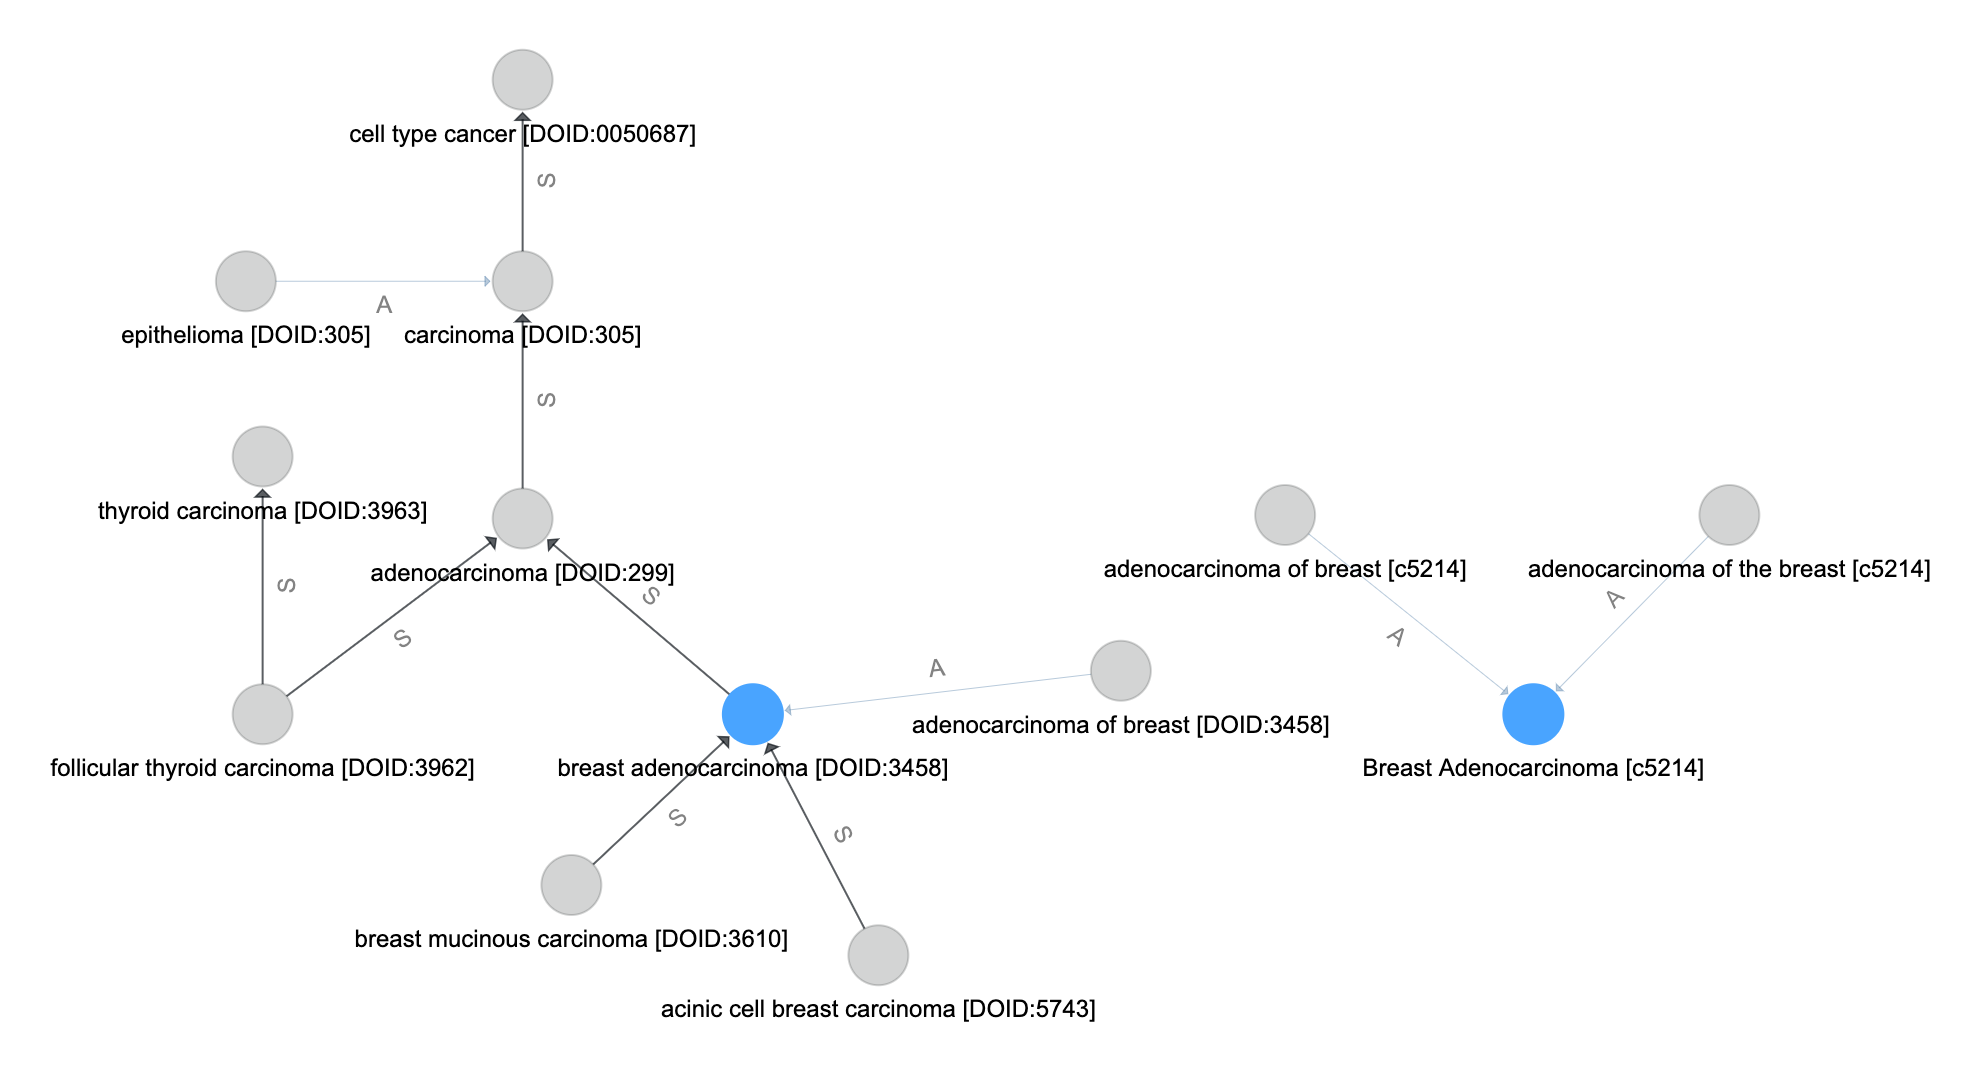 cell type cancer [DOID:0050687]
S
A
epithelioma [DOID:305]
carcinoma [DOID:305]
S
thyroid carcinoma [DOID:3963]
adenocarcinoma [DOID:299]
adenocarcinoma of breast [c5214]
adenocarcinoma of the breast [c5214]
S
S
A
S
A
A
adenocarcinoma of breast [DOID:3458]
follicular thyroid carcinoma [DOID:3962]
breast adenocarcinoma [DOID:3458]
Breast Adenocarcinoma [c5214]
S
S
breast mucinous carcinoma [DOID:3610]
acinic cell breast carcinoma [DOID:5743]